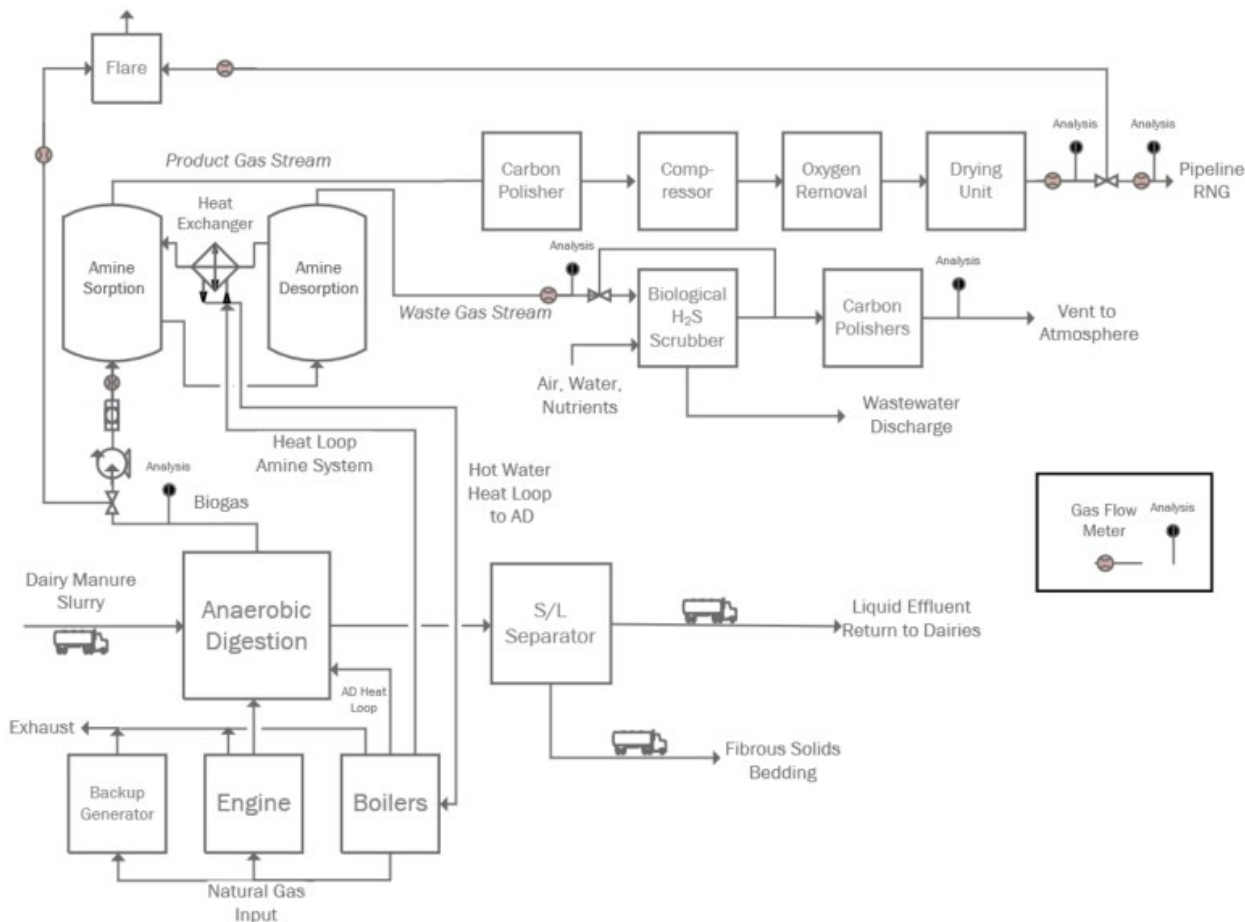 Flare
Product Gas Stream
Carbon
Polisher
Comp-
ressor
Oxygen
Removal
Drying
Unit
Analysis
Analysis
Pipeline
RNG
Heat
Exchanger
Amine
Sorption
Amine
Desorption
Waste Gas Stream
Analysis
Biological
H₂S
Scrubber
Carbon
Polishers
Analysis
Vent to
Atmosphere
Air, Water,
Nutrients
Wastewater
Discharge
Heat Loop
Amine System
Hot Water
Heat Loop
to AD
Analysis
Biogas
Gas Flow
Meter
Analysis
Dairy Manure
Slurry
Anaerobic
Digestion
S/L
Separator
Liquid Effluent
Return to Dairies
AD Heat
Loop
Exhaust
Fibrous Solids
Bedding
Backup
Generator
Engine
Boilers
Natural Gas
Input